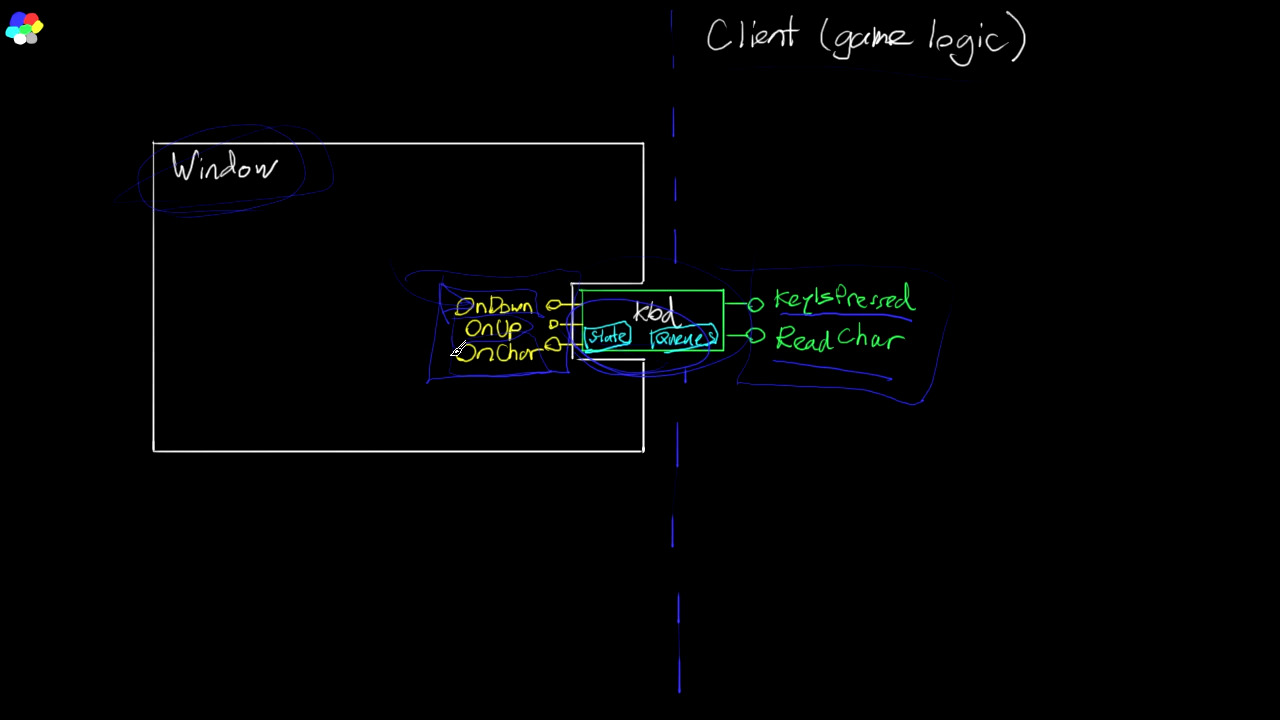 Client (game logic)
Window
OnDown
OnUp
OnChar
kbd
State
Queues
KeyIsPressed
ReadChar